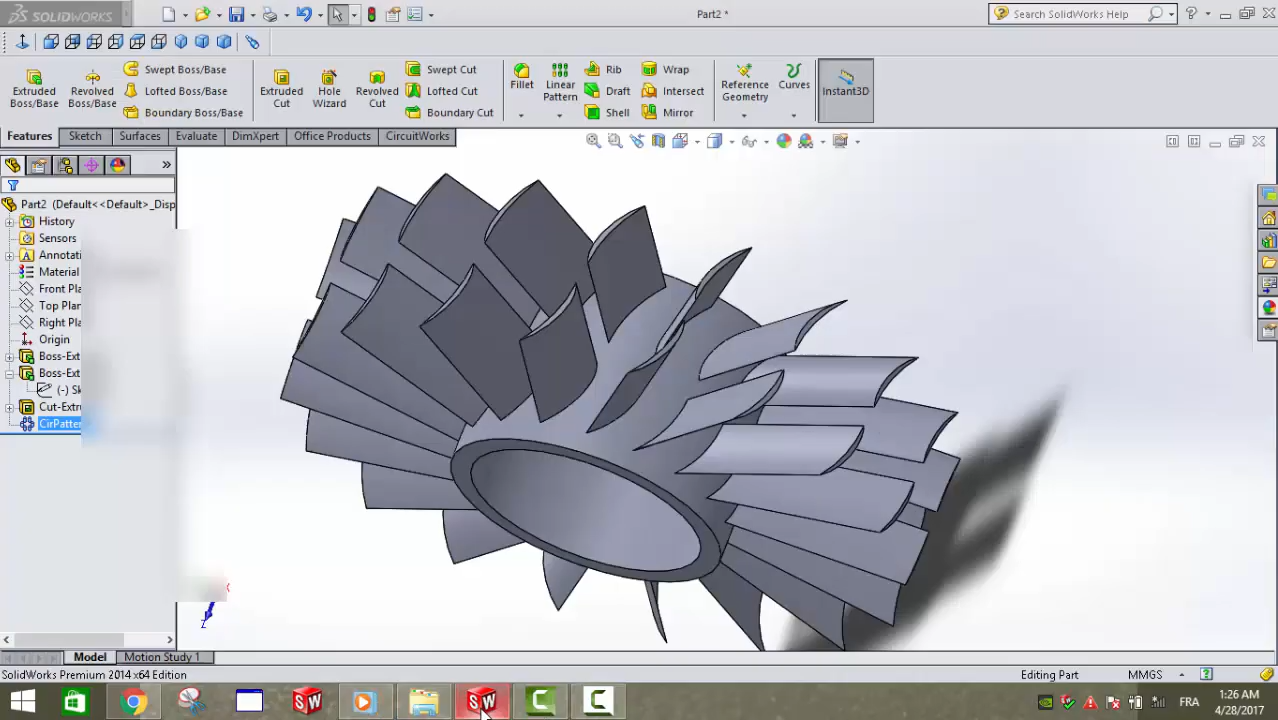 SOLIDWORKS
Part2 *
Search SolidWorks Help
Extruded Boss/Base
Revolved Boss/Base
Swept Boss/Base
Lofted Boss/Base
Boundary Boss/Base
Extruded Cut
Hole Wizard
Revolved Cut
Swept Cut
Lofted Cut
Boundary Cut
Fillet
Linear Pattern
Rib
Draft
Shell
Wrap
Intersect
Mirror
Reference Geometry
Curves
Instant3D
Features Sketch Surfaces Evaluate DimXpert Office Products CircuitWorks
Part2 (Default<<Default>_Disp
History
Sensors
Annotati
Material
Front Pla
Top Plan
Right Pla
Origin
Boss-Ext
Boss-Ext
(-) Sk
Cut-Extru
CirPatter
X
Z
Model Motion Study 1
SolidWorks Premium 2014 x64 Edition
Editing Part
MMGS
FRA
1:26 AM
4/28/2017